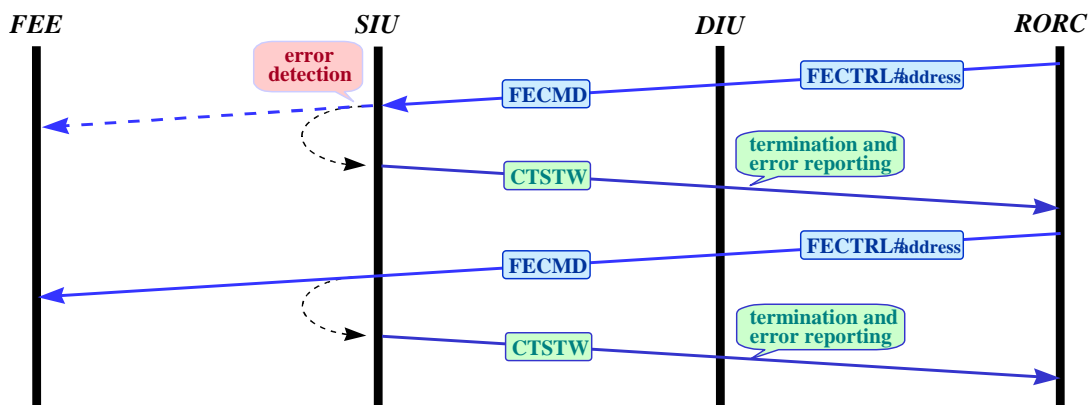 FEE SIU DIU RORC
error
detection
FECTRL#address
FECMD
termination and
error reporting
CTSTW
FECTRL#address
FECMD
termination and
error reporting
CTSTW